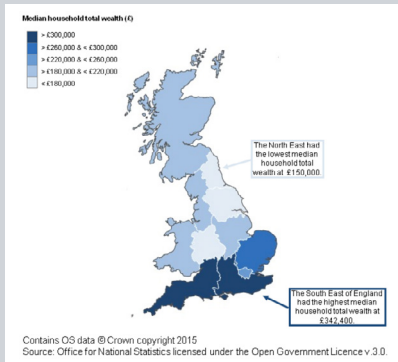 Median household total wealth (£)
> £300,000
> £260,000 & < £300,000
> £220,000 & < £260,000
> £180,000 & < £220,000
< £180,000
The North East had
the lowest median
household total
wealth at £150,000.
The South East of England
had the highest median
household total wealth at
£342,400.
Contains OS data © Crown copyright 2015
Source: Office for National Statistics licensed under the Open Government Licence v.3.0.